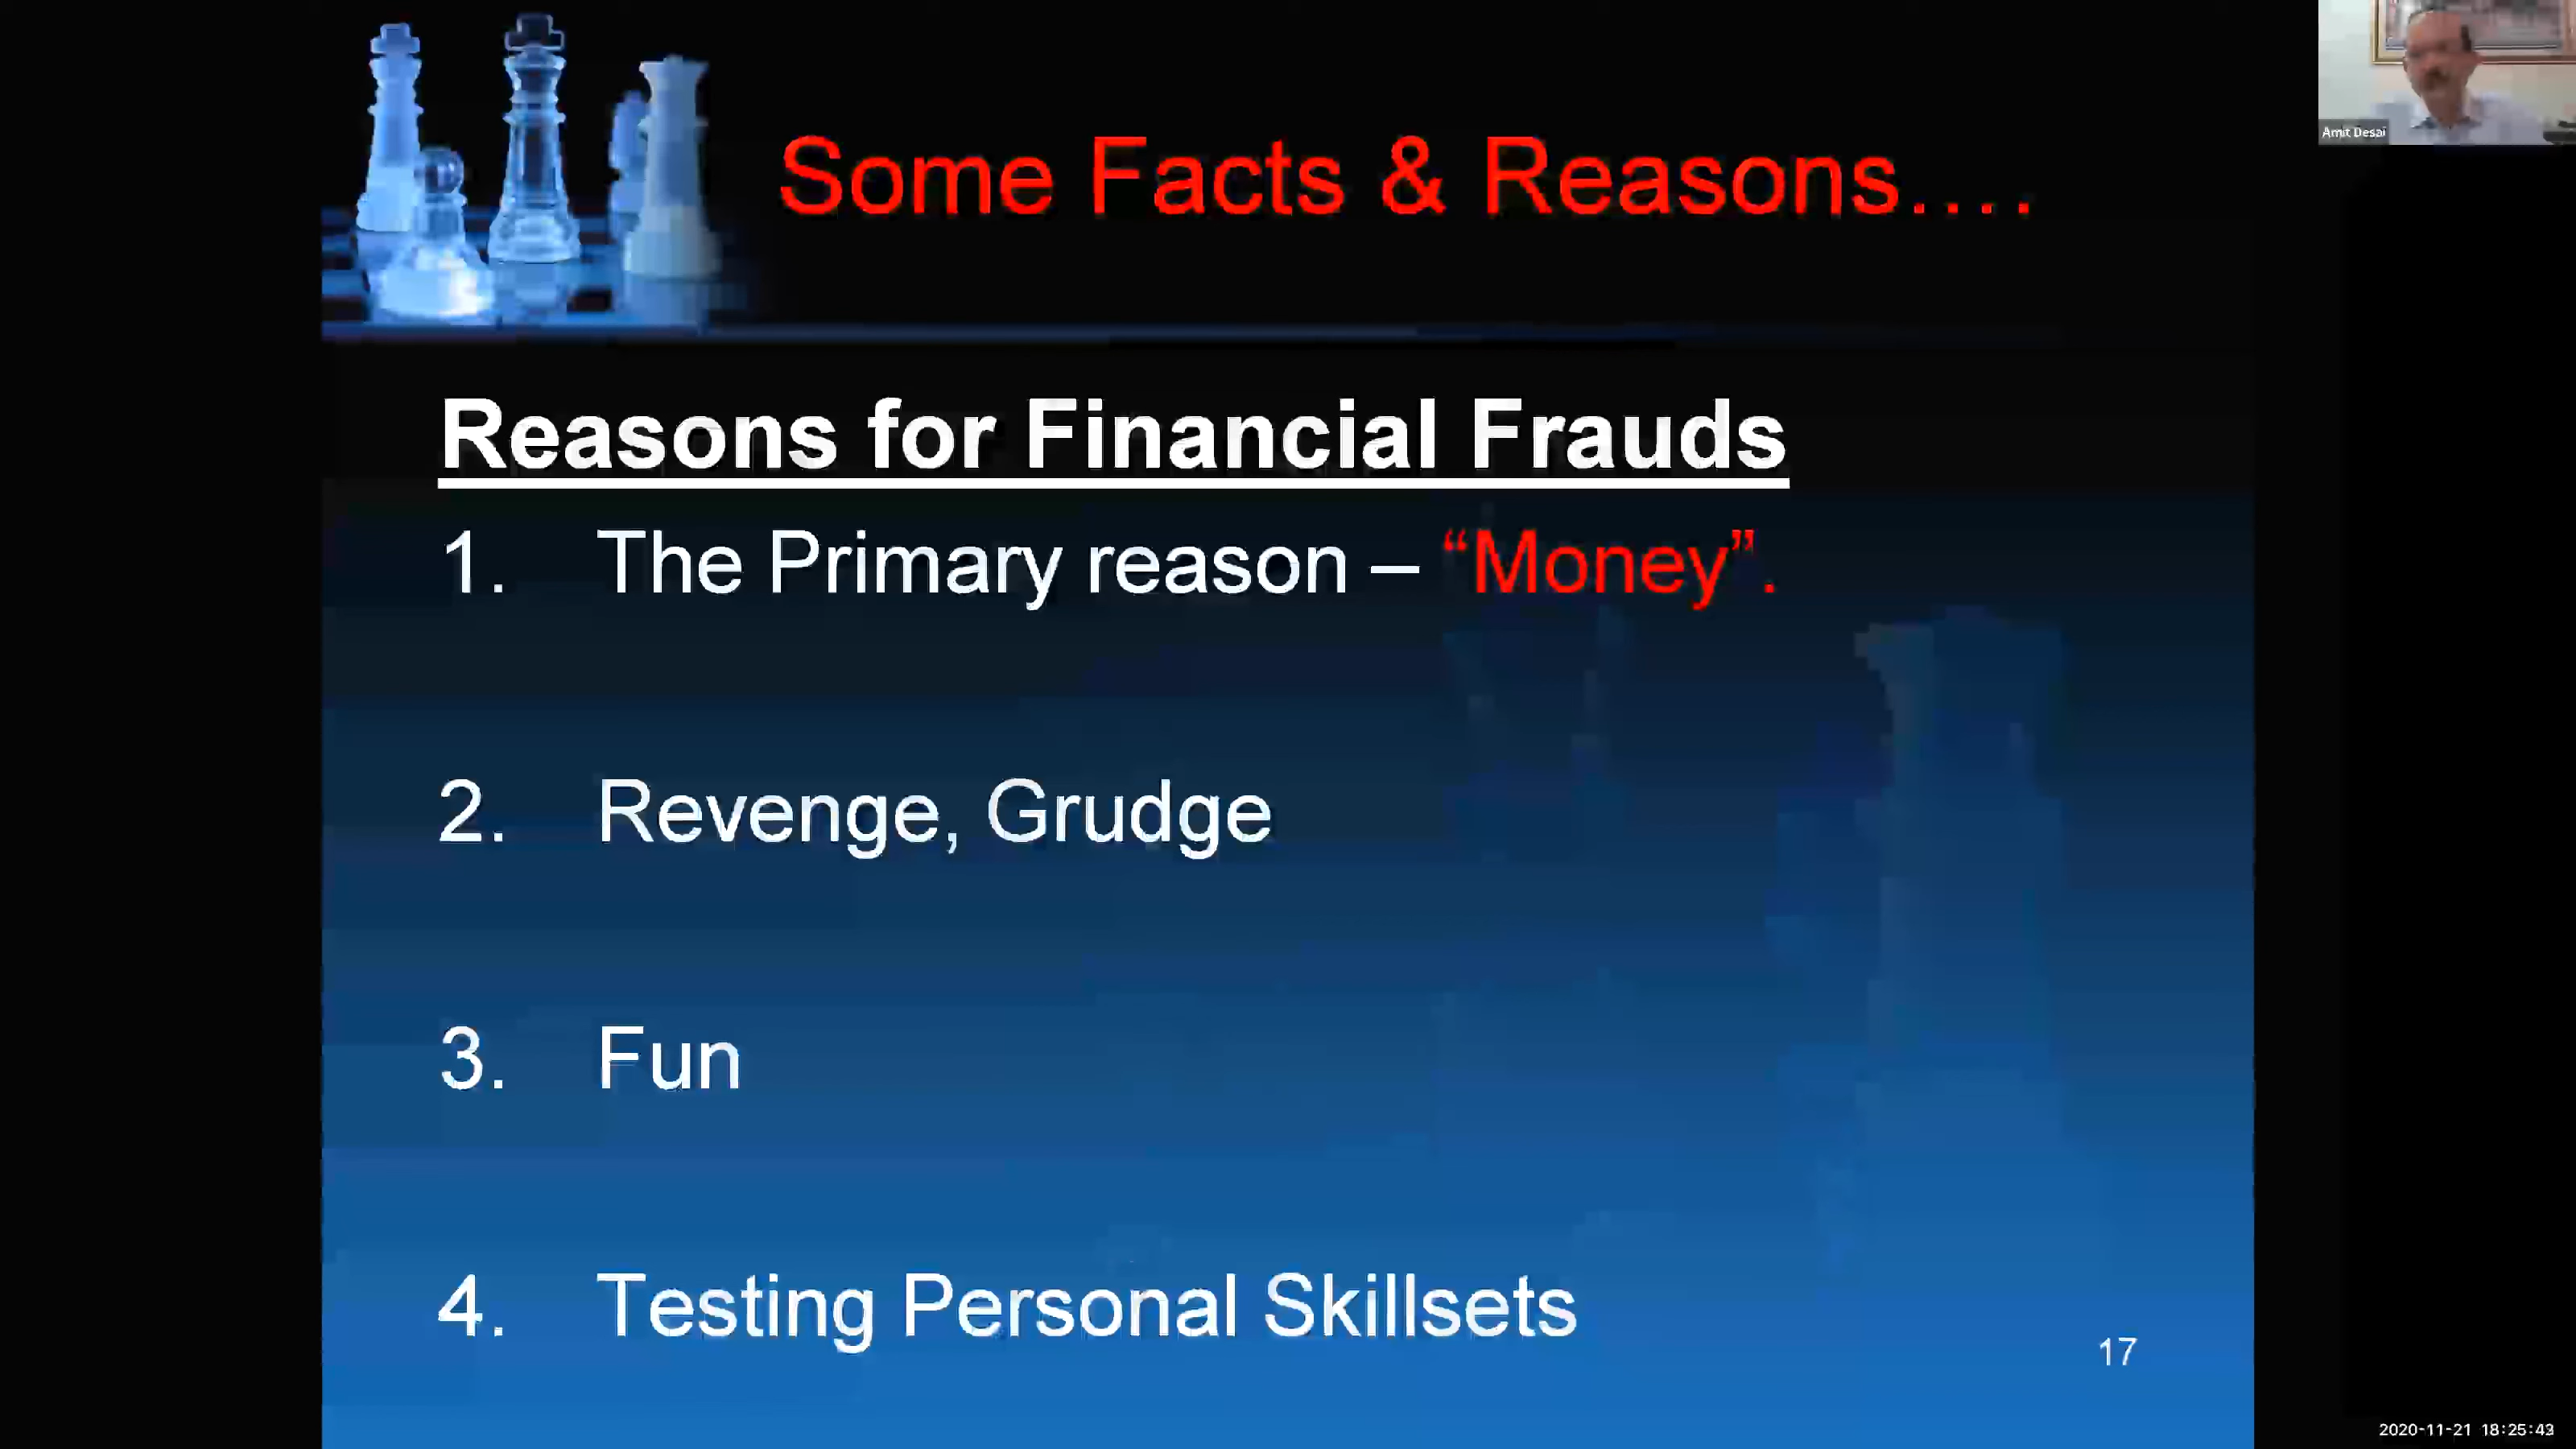 Amit Desai
Some Facts & Reasons....
Reasons for Financial Frauds
1. The Primary reason – “Money”.
2. Revenge, Grudge
3. Fun
4. Testing Personal Skillsets
17
2020-11-21 18:25:43